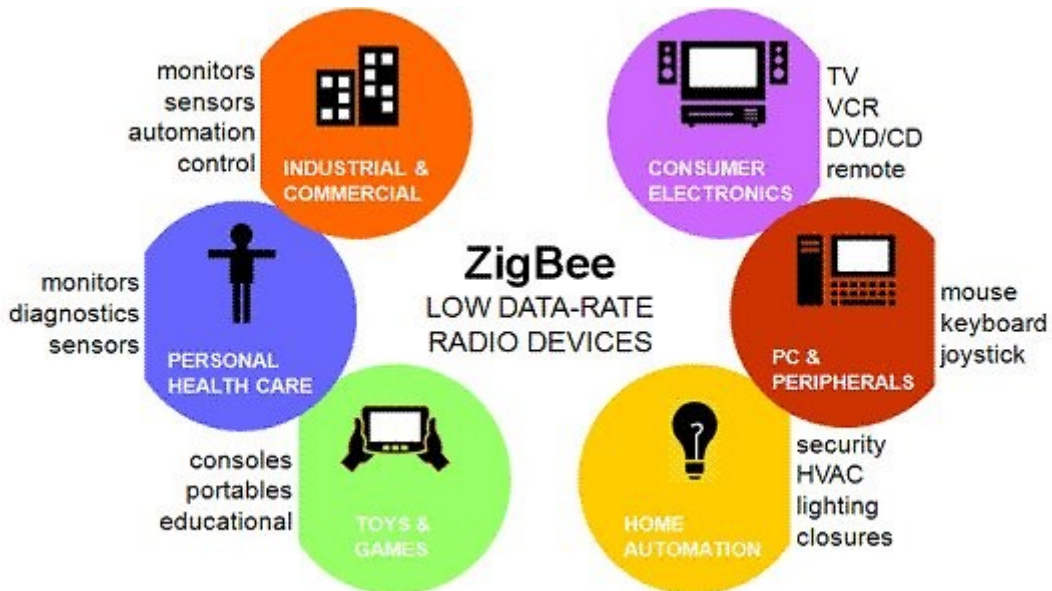 monitors
sensors
automation
control
INDUSTRIAL &
COMMERCIAL
CONSUMER
ELECTRONICS
TV
VCR
DVD/CD
remote
monitors
diagnostics
sensors
PERSONAL
HEALTH CARE
ZigBee
LOW DATA-RATE
RADIO DEVICES
PC &
PERIPHERALS
mouse
keyboard
joystick
consoles
portables
educational
TOYS &
GAMES
HOME
AUTOMATION
security
HVAC
lighting
closures